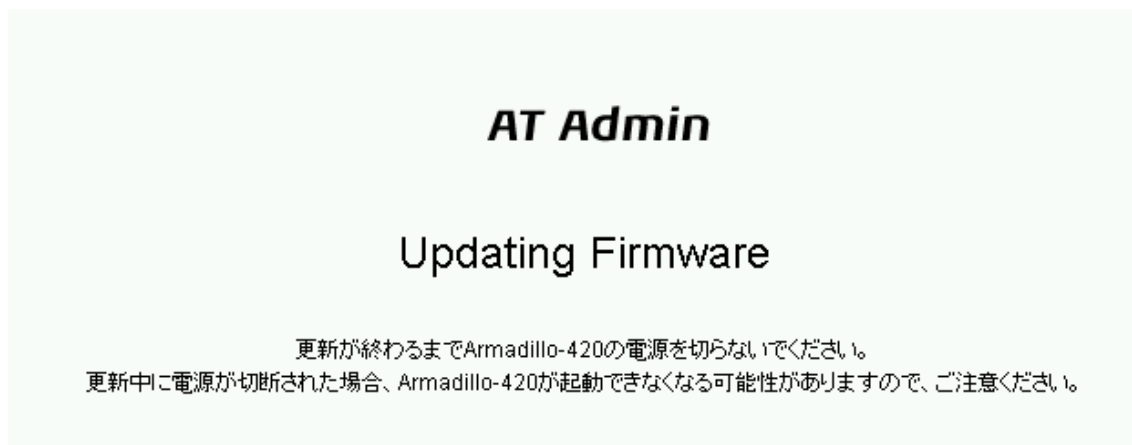 AT Admin
Updating Firmware
更新が終わるまでArmadillo-420の電源を切らないでください。
更新中に電源が切断された場合、Armadillo-420が起動できなくなる可能性がありますので、ご注意ください。